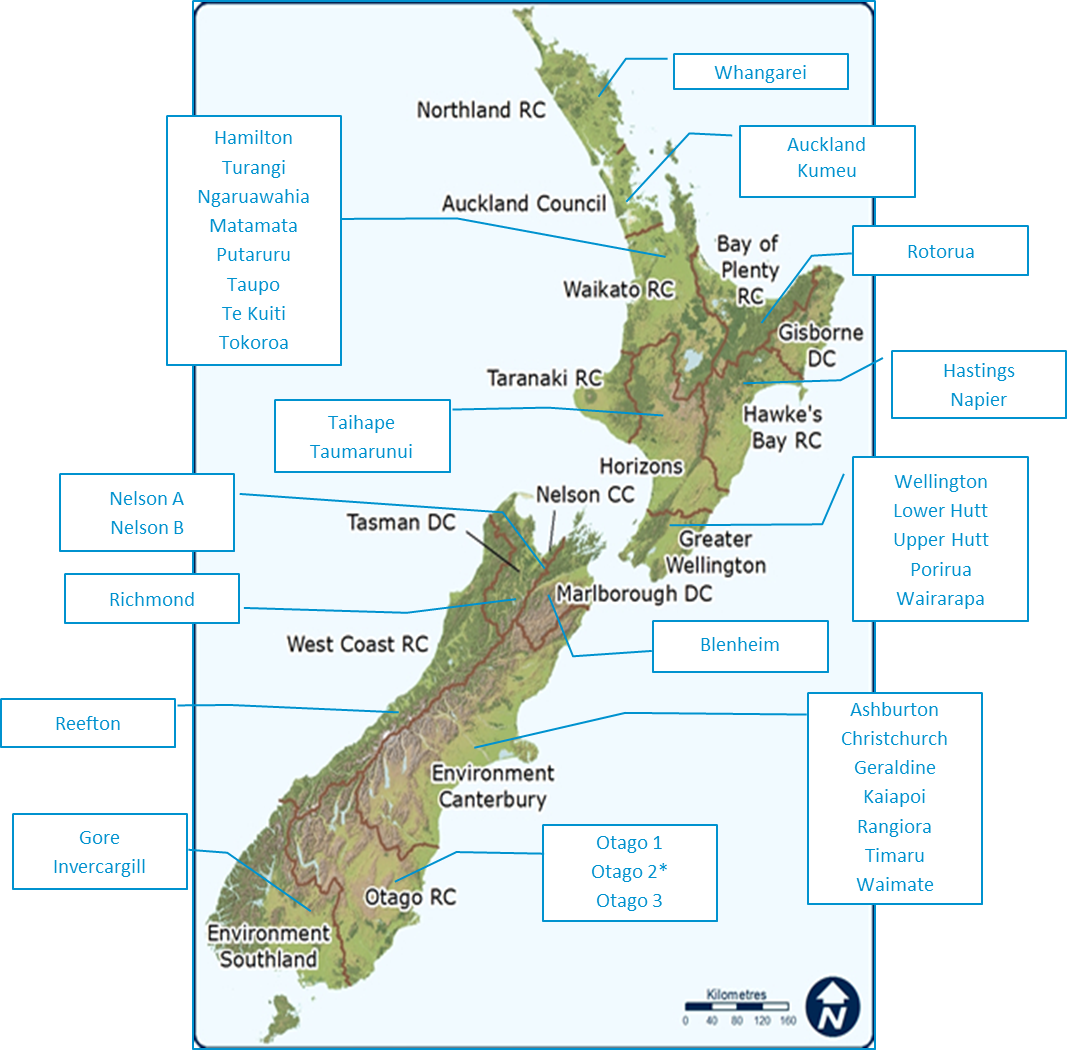 Whangarei
Northland RC
Hamilton
Turangi
Ngaruawahia
Matamata
Putaruru
Taupo
Te Kuiti
Tokoroa
Auckland
Kumeu
Auckland Council
Bay of
Plenty
RC
Rotorua
Waikato RC
Gisborne
DC
Taranaki RC
Hastings
Napier
Taihape
Taumarunui
Hawke's
Bay RC
Horizons
Nelson A
Nelson B
Nelson CC
Tasman DC
Wellington
Lower Hutt
Upper Hutt
Porirua
Wairarapa
Greater
Wellington
Richmond
Marlborough DC
West Coast RC
Blenheim
Reefton
Ashburton
Christchurch
Geraldine
Kaiapoi
Rangiora
Timaru
Waimate
Environment
Canterbury
Gore
Invercargill
Otago 1
Otago 2*
Otago 3
Otago RC
Environment
Southland
Kilometres
0 40 80 120 160
N